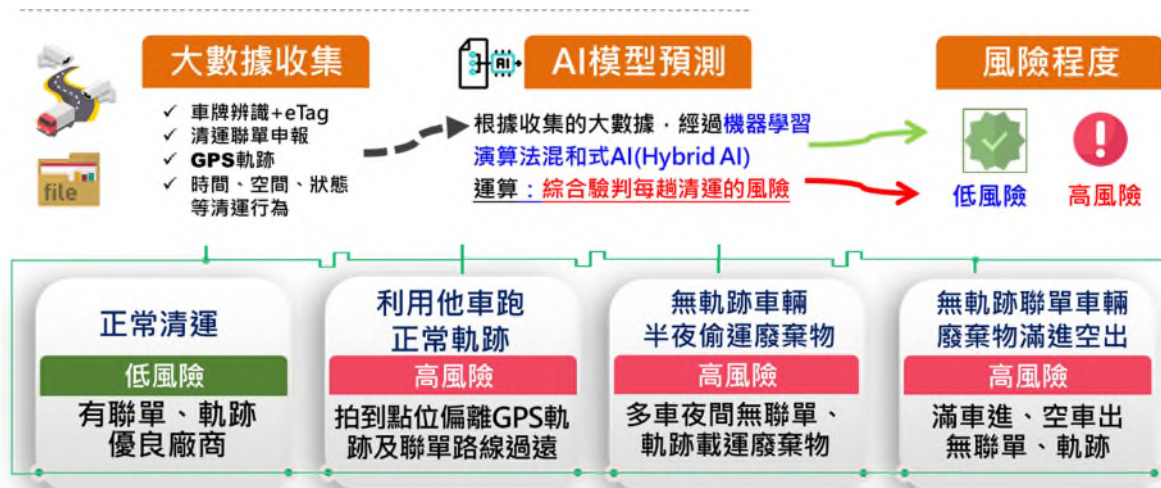 大數據收集
✓ 車牌辨識+eTag
✓ 清運聯單申報
✓ GPS軌跡
✓ 時間、空間、狀態
等清運行為
file
AI
AI模型預測
根據收集的大數據，經過機器學習
演算法混和式AI(Hybrid AI)
運算：綜合驗判每趟清運的風險
風險程度
低風險
高風險
正常清運
低風險
有聯單、軌跡
優良廠商
利用他車跑
正常軌跡
高風險
拍到點位偏離GPS軌
跡及聯單路線過遠
無軌跡車輛
半夜偷運廢棄物
高風險
多車夜間無聯單、
軌跡載運廢棄物
無軌跡聯單車輛
廢棄物滿進空出
高風險
滿車進、空車出
無聯單、軌跡